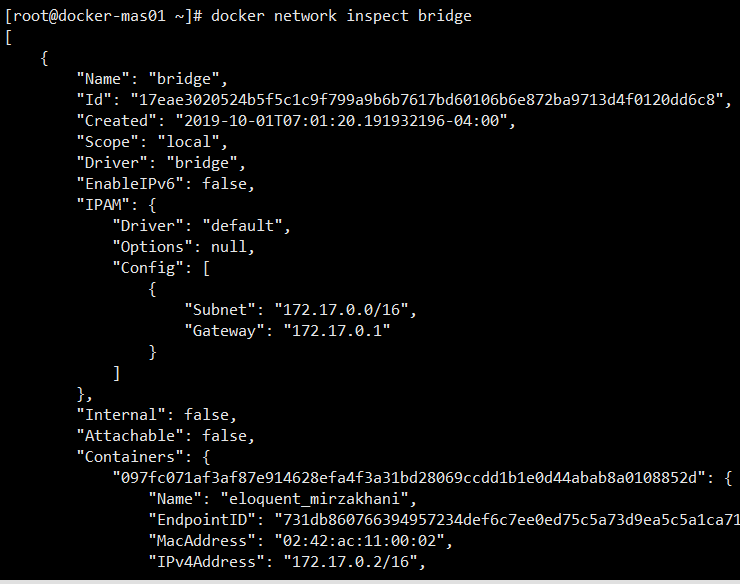 [root@docker-mas01 ~]# docker network inspect bridge
[
    {
        "Name": "bridge",
        "Id": "17eae3020524b5f5c1c9f799a9b6b7617bd60106b6e872ba9713d4f0120dd6c8",
        "Created": "2019-10-01T07:01:20.191932196-04:00",
        "Scope": "local",
        "Driver": "bridge",
        "EnableIPv6": false,
        "IPAM": {
            "Driver": "default",
            "Options": null,
            "Config": [
                {
                    "Subnet": "172.17.0.0/16",
                    "Gateway": "172.17.0.1"
                }
            ]
        },
        "Internal": false,
        "Attachable": false,
        "Containers": {
            "097fc071af3af87e914628efa4f3a31bd28069ccdd1b1e0d44abab8a0108852d": {
                "Name": "eloquent_mirzakhani",
                "EndpointID": "731db860766394957234def6c7ee0ed75c5a73d9ea5c5a1ca71
                "MacAddress": "02:42:ac:11:00:02",
                "IPv4Address": "172.17.0.2/16",